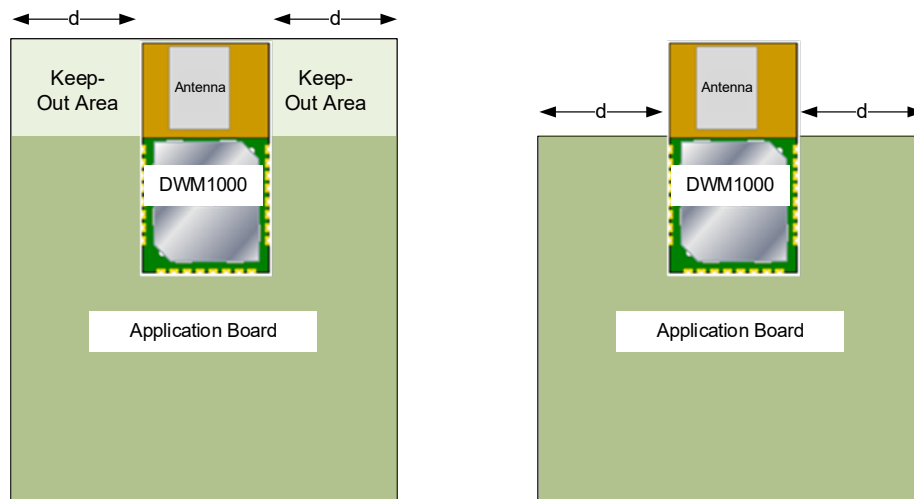 d
d
Keep-
Out Area
Antenna
Keep-
Out Area
DWM1000
Application Board
Antenna
d
d
DWM1000
Application Board